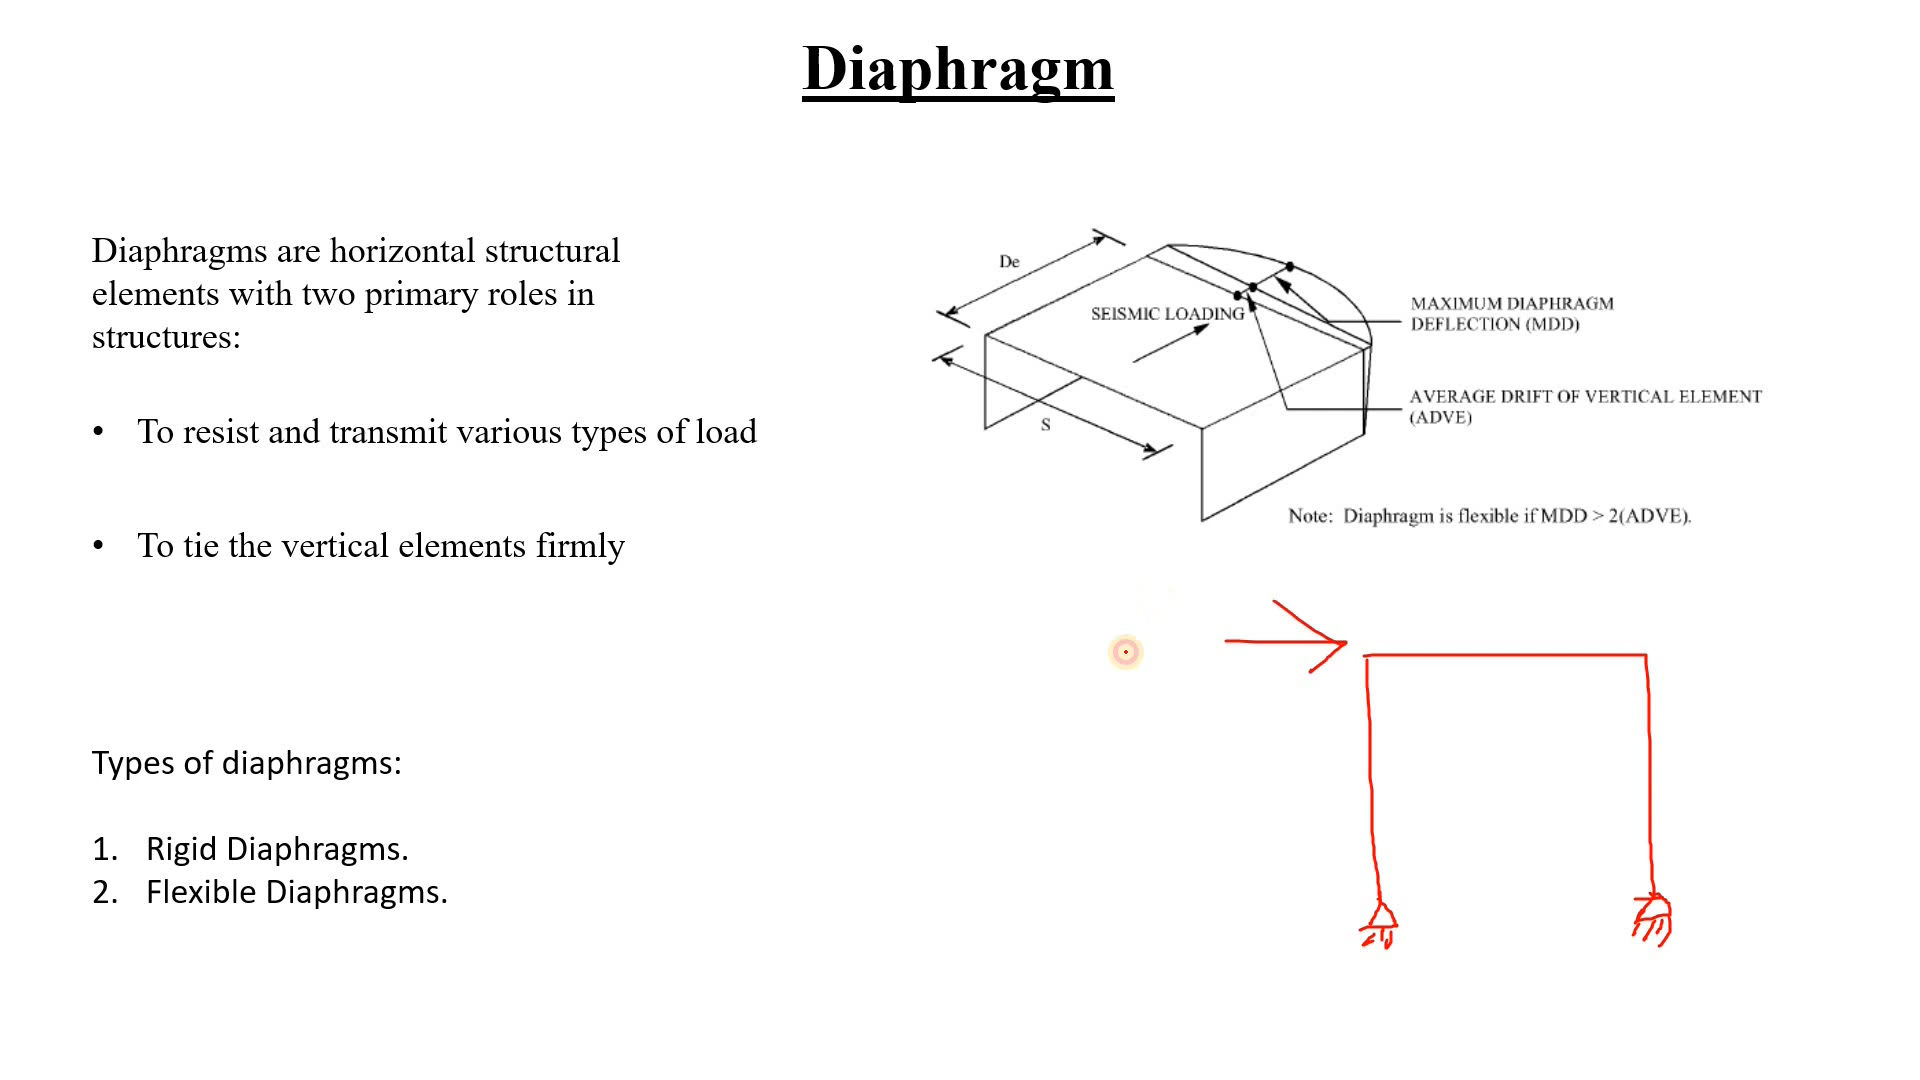 Diaphragm
Diaphragms are horizontal structural
elements with two primary roles in
structures:
• To resist and transmit various types of load
• To tie the vertical elements firmly
Types of diaphragms:
1. Rigid Diaphragms.
2. Flexible Diaphragms.
De
SEISMIC LOADING
S
MAXIMUM DIAPHRAGM
DEFLECTION (MDD)
AVERAGE DRIFT OF VERTICAL ELEMENT
(ADVE)
Note: Diaphragm is flexible if MDD > 2(ADVE).